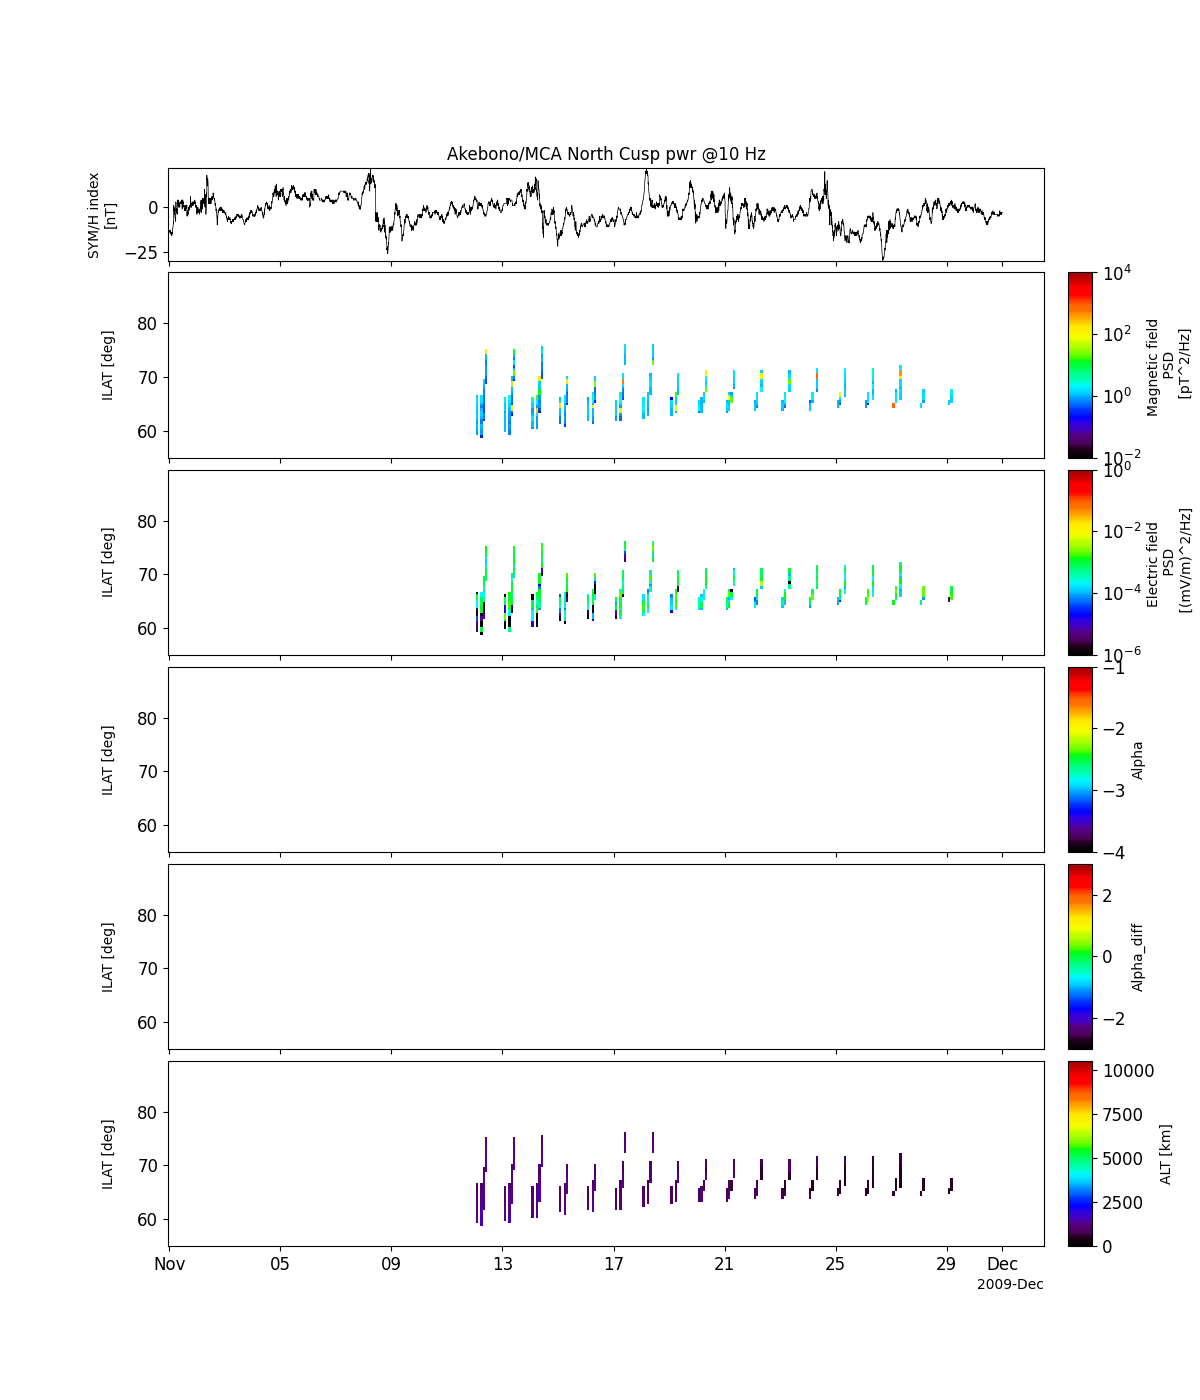 Akebono/MCA North Cusp pwr @10 Hz
SYM/H index
[nT]
0
−25
ILAT [deg]
80
70
60
10^4
10^2
10^0
10^−2
Magnetic field
PSD
[pT^2/Hz]
ILAT [deg]
80
70
60
10^0
10^−2
10^−4
10^−6
Electric field
PSD
[(mV/m)^2/Hz]
ILAT [deg]
80
70
60
−1
−2
−3
−4
Alpha
ILAT [deg]
80
70
60
2
0
−2
Alpha_diff
ILAT [deg]
80
70
60
10000
7500
5000
2500
0
ALT [km]
Nov 05 09 13 17 21 25 29 Dec
2009-Dec